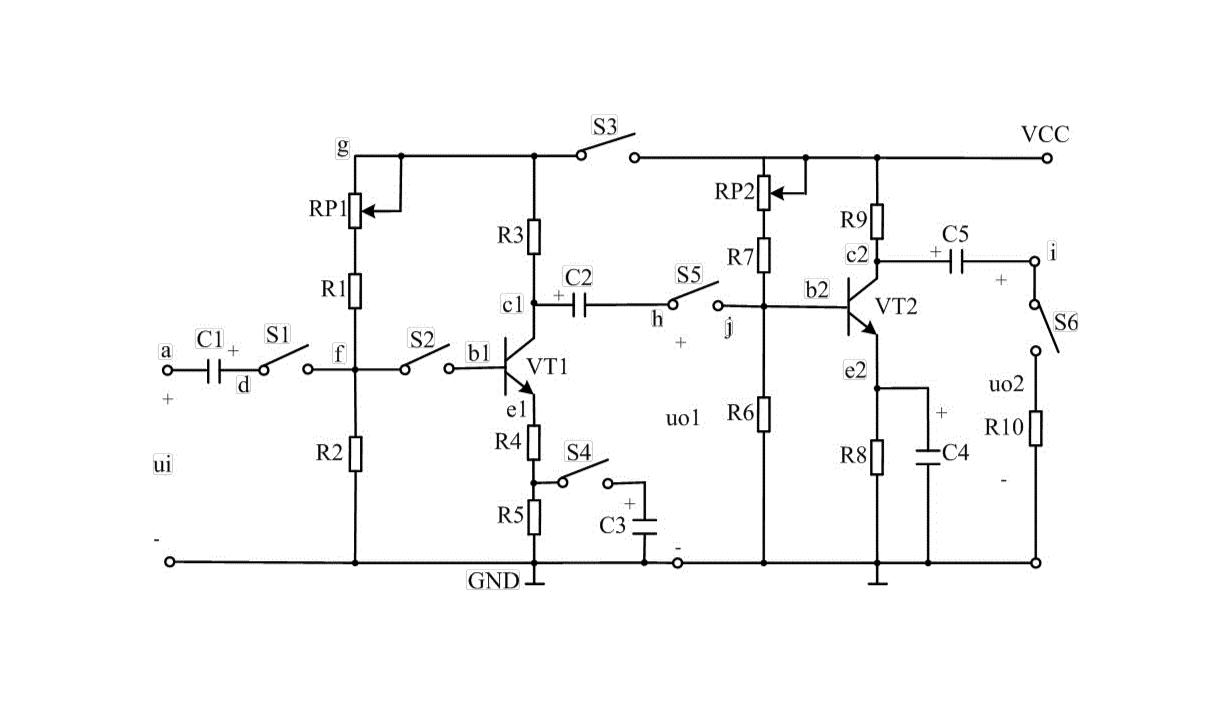 S3
VCC
g
RP1
RP2
R3
R9
R7
c2
+
C5
i
R1
C2
S5
b2
c1
+
VT2
h
j
S6
C1
S1
f
S2
+
a
+
d
b1
VT1
e2
+
e1
uo2
uo1
R6
+
R10
R4
S4
R2
R8
C4
ui
+
-
R5
C3
-
-
GND
+